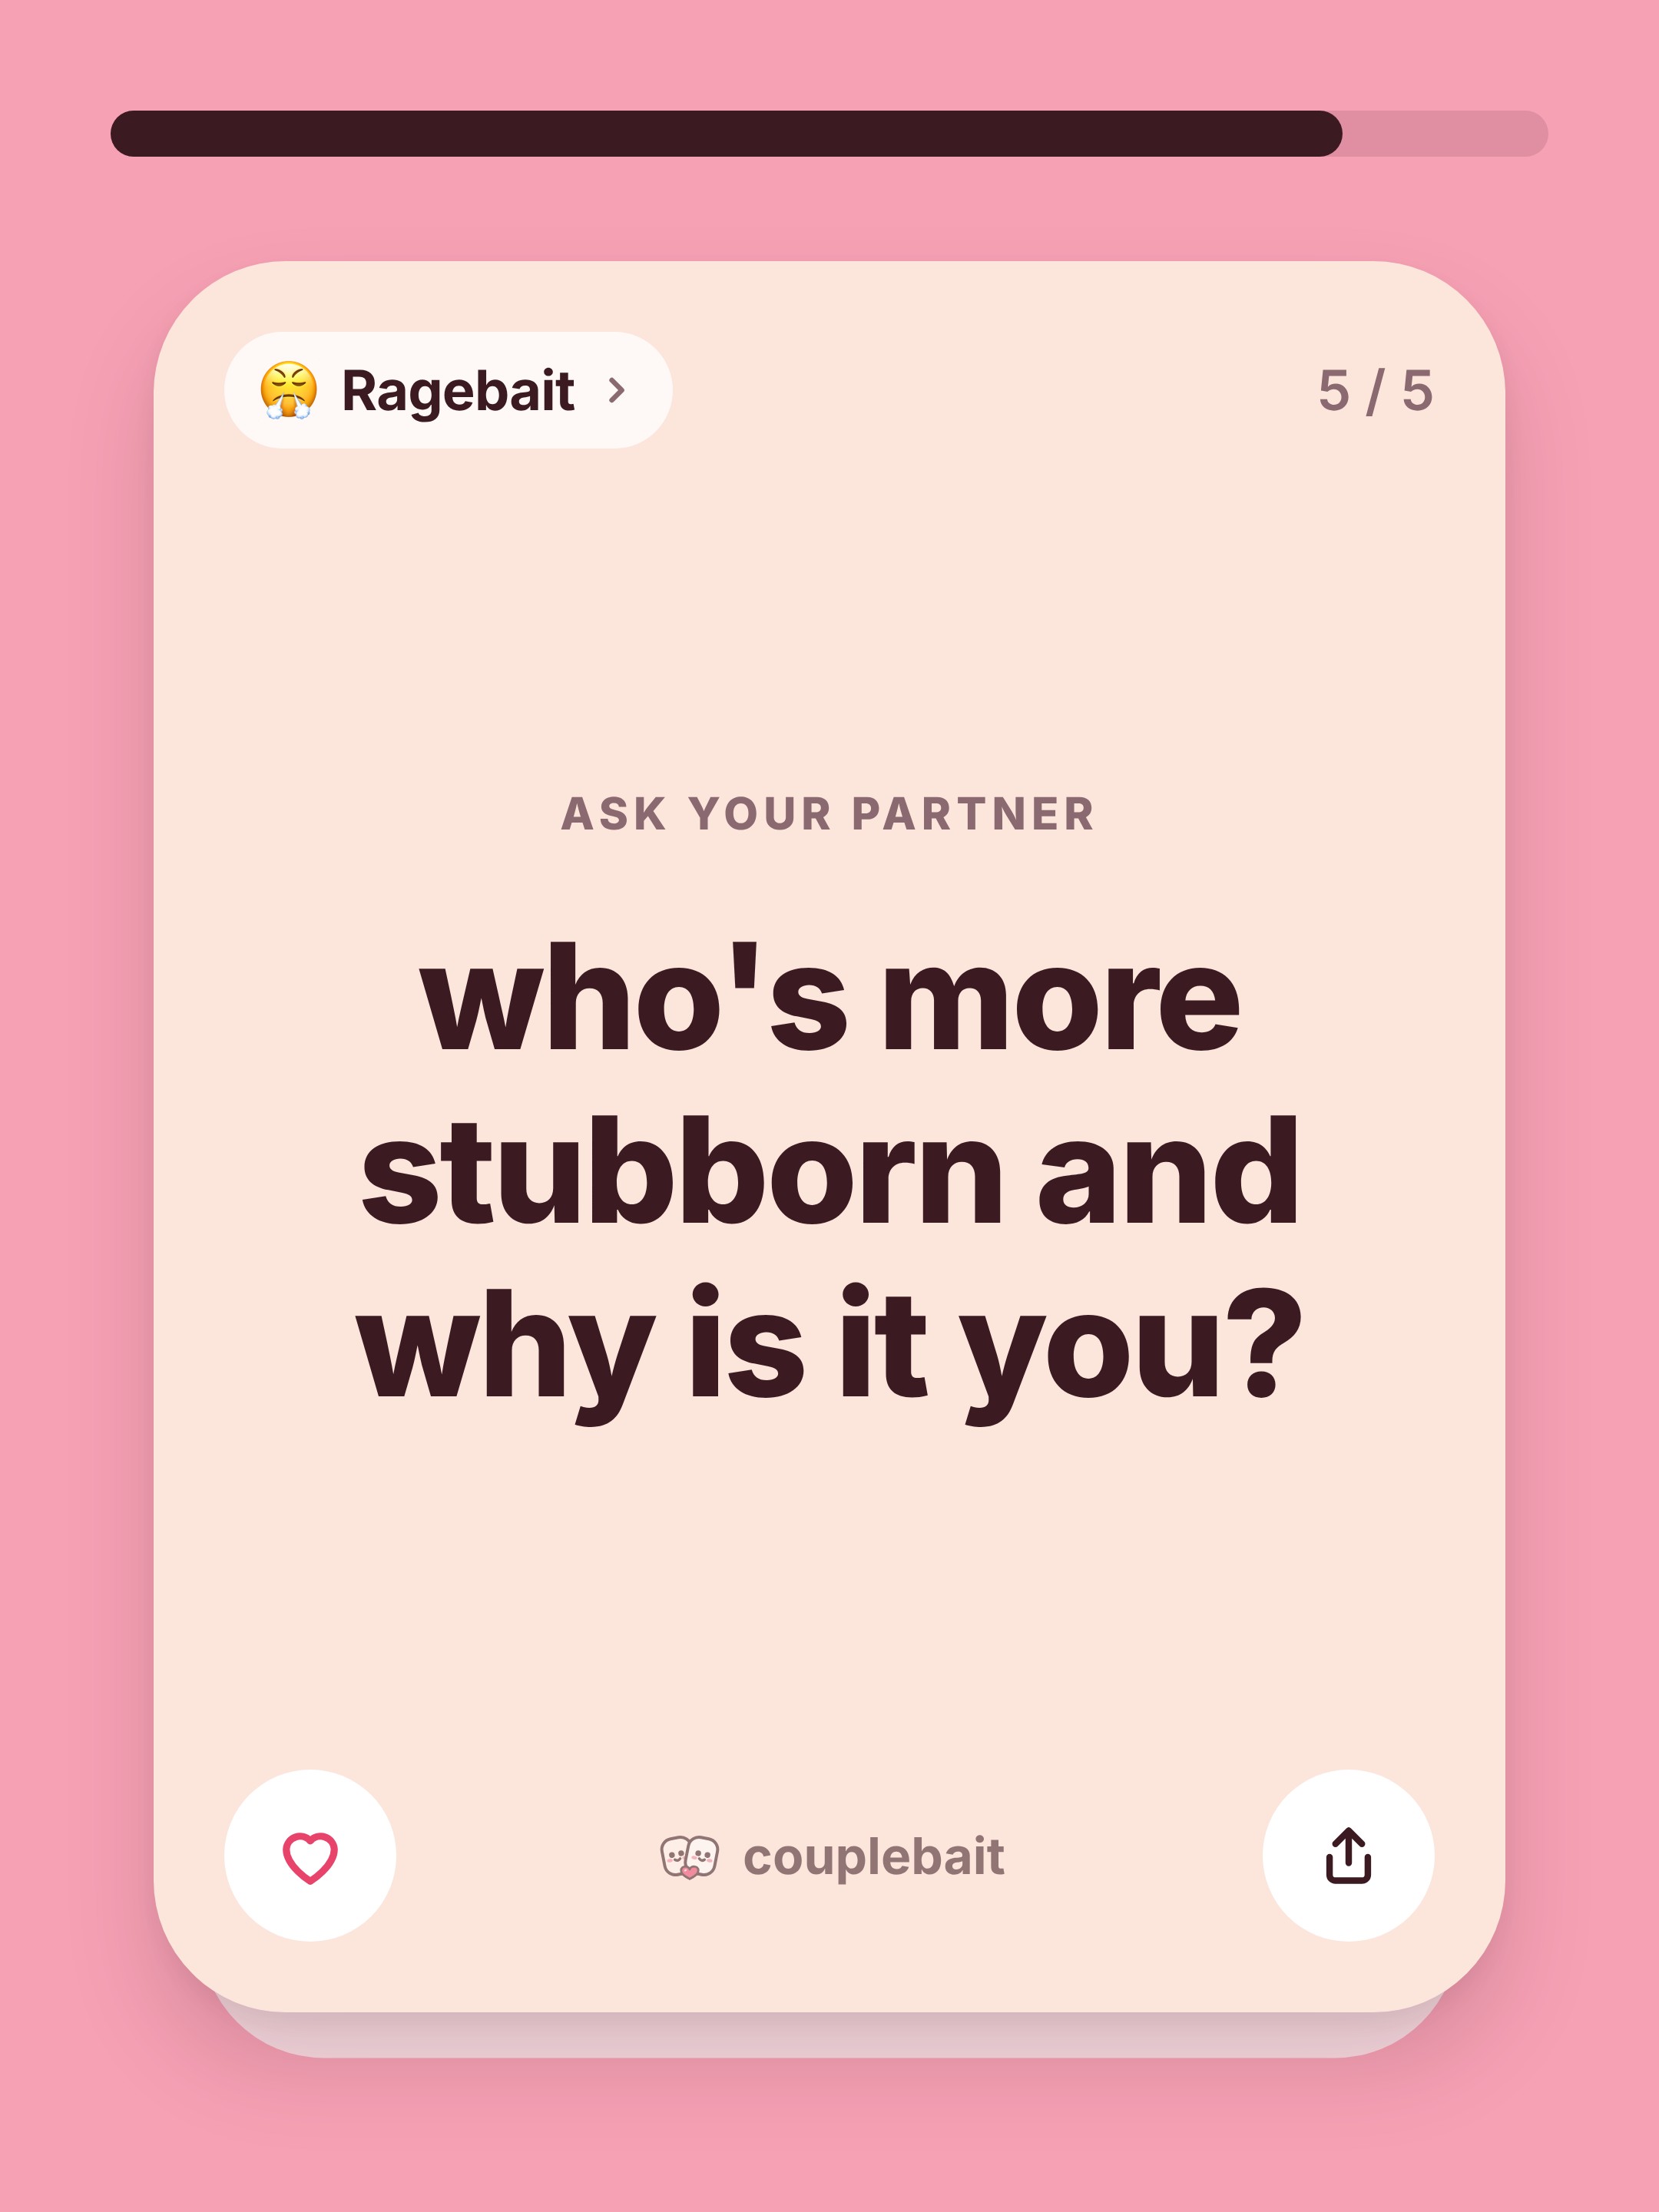 Ragebait
5 / 5
ASK YOUR PARTNER
who's more
stubborn and
why is it you?
couplebait